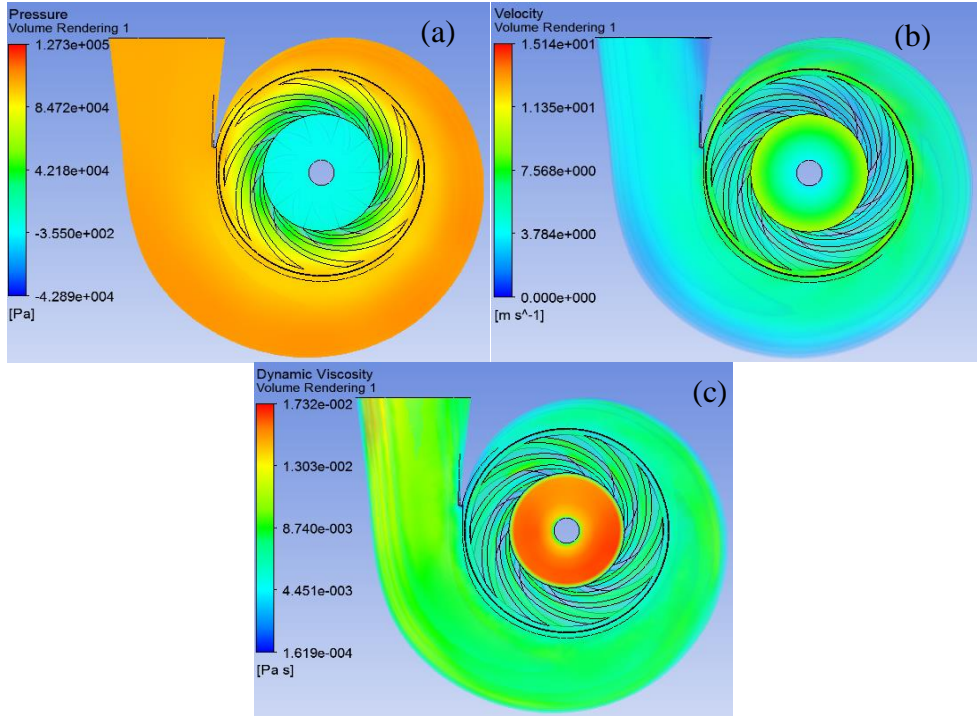 Pressure
Volume Rendering 1
(a)
1.273e+005
8.472e+004
4.218e+004
-3.550e+002
-4.289e+004
[Pa]
Velocity
Volume Rendering 1
(b)
1.514e+001
1.135e+001
7.568e+000
3.784e+000
0.000e+000
[m s^-1]
Dynamic Viscosity
Volume Rendering 1
(c)
1.732e-002
1.303e-002
8.740e-003
4.451e-003
1.619e-004
[Pa s]